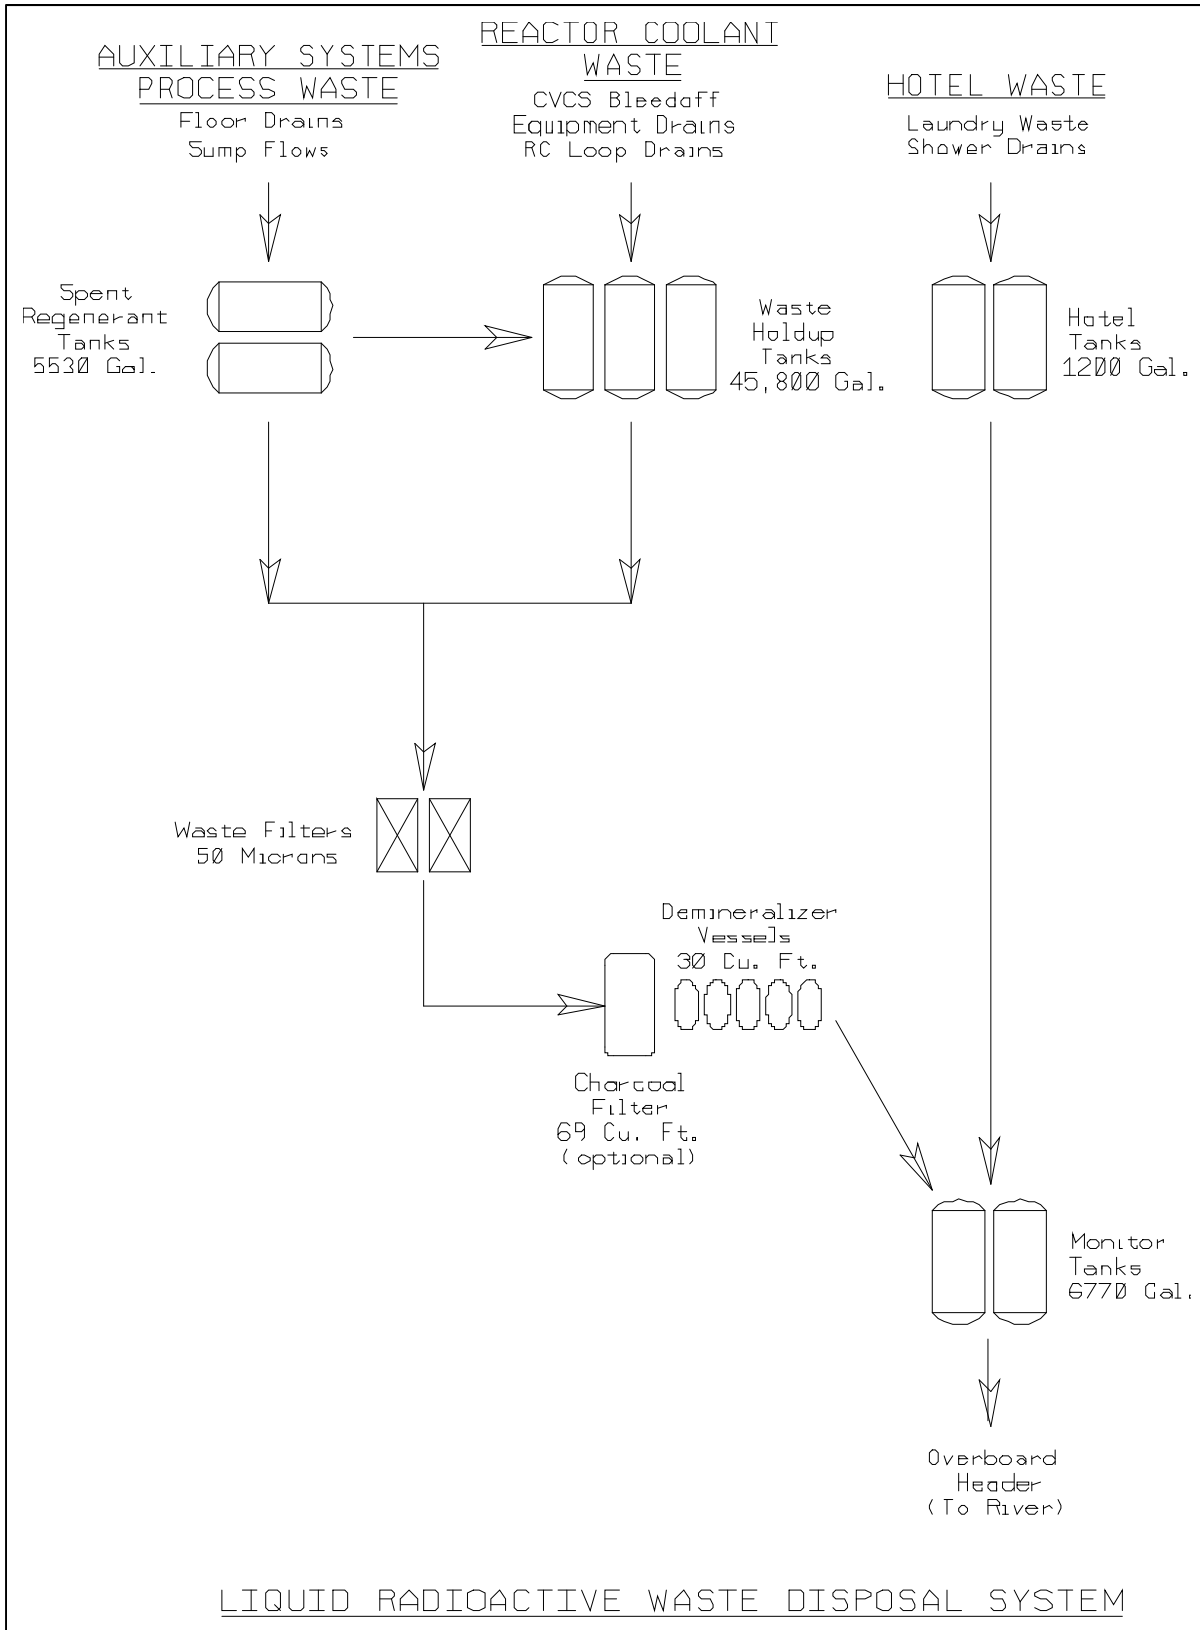 AUXILIARY SYSTEMS
PROCESS WASTE
Floor Drains
Sump Flows
REACTOR COOLANT
WASTE
CVCS Bleedoff
Equipment Drains
RC Loop Drains
HOTEL WASTE
Laundry Waste
Shower Drains
Spent
Regenerant
Tanks
5530 Gal.
Waste
Holdup
Tanks
45,800 Gal.
Hotel
Tanks
1200 Gal.
Waste Filters
50 Microns
Demineralizer
Vessels
30 Cu. Ft.
Charcoal
Filter
69 Cu. Ft.
(optional)
Monitor
Tanks
6770 Gal.
Overboard
Header
(To River)
LIQUID RADIOACTIVE WASTE DISPOSAL SYSTEM